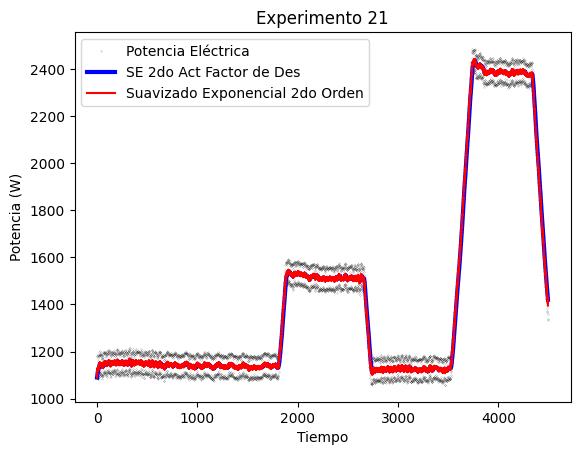 Experimento 21
Potencia Eléctrica
SE 2do Act Factor de Des
Suavizado Exponencial 2do Orden
Potencia (W)
2400
2200
2000
1800
1600
1400
1200
1000
0
1000
2000
3000
4000
Tiempo